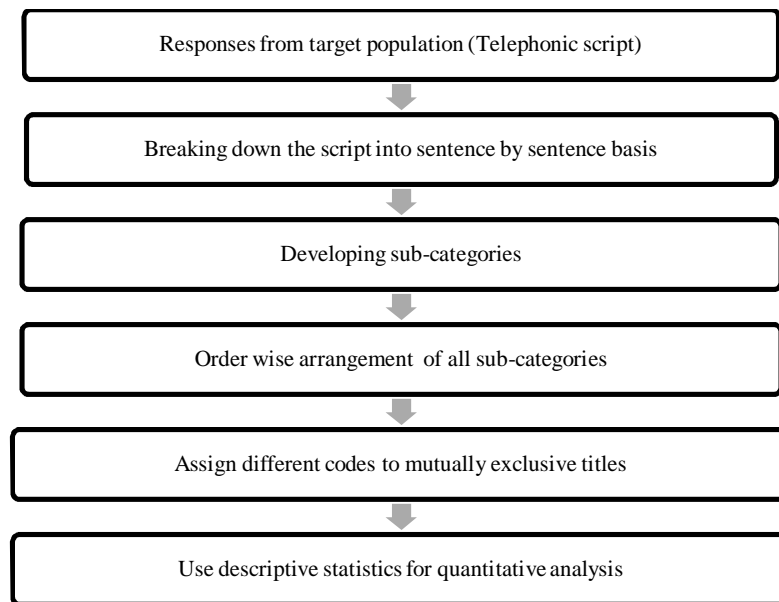 Responses from target population (Telephonic script)
Breaking down the script into sentence by sentence basis
Developing sub-categories
Order wise arrangement of all sub-categories
Assign different codes to mutually exclusive titles
Use descriptive statistics for quantitative analysis